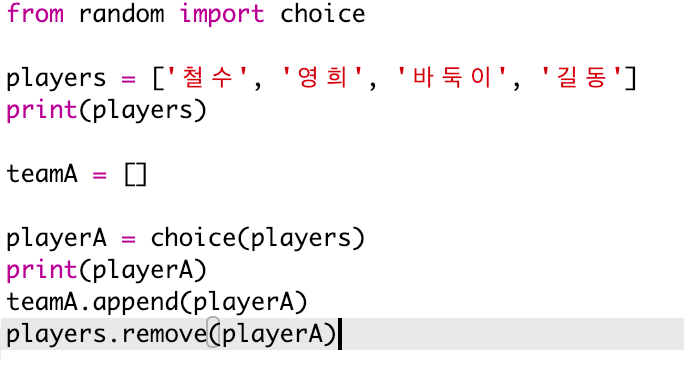 from random import choice
players = ['철수', '영희', '바둑이', '길동']
print(players)
teamA = []
playerA = choice(players)
print(playerA)
teamA.append(playerA)
players.remove(playerA)